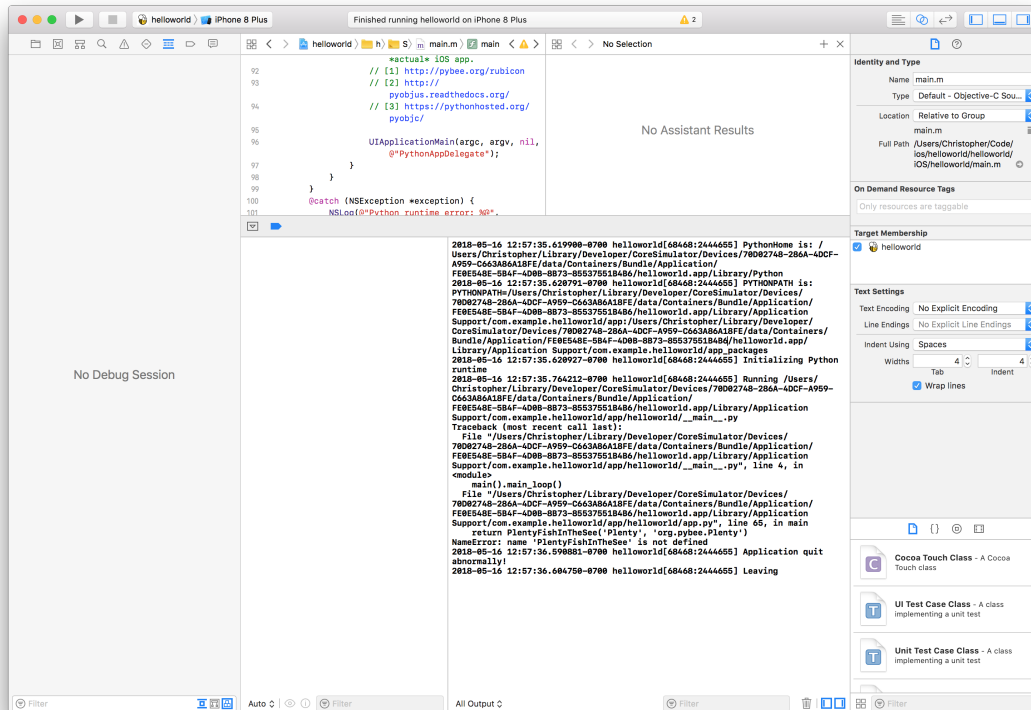 helloworld
iPhone 8 Plus
Finished running helloworld on iPhone 8 Plus
2
helloworld
h
S
m
main.m
main
No Selection
*actual* iOS app.
92 // [1] http://pybee.org/rubicon
93 // [2] http://
pyobjus.readthedocs.org/
94 // [3] https://pythonhosted.org/
pyobjc/
95
96 UIApplicationMain(argc, argv, nil,
@"PythonAppDelegate");
97 }
98 }
99 }
100 @catch (NSException *exception) {
101 NSLog(@"Python runtime error: %@",
No Assistant Results
No Debug Session
2018-05-16 12:57:35.619900-0700 helloworld[68468:2444655] PythonHome is: /
Users/Christopher/Library/Developer/CoreSimulator/Devices/70D02748-286A-4DCF-
A959-C663A86A18FE/data/Containers/Bundle/Application/
FE0E548E-5B4F-4D0B-8B73-85537551B4B6/helloworld.app/Library/Python
2018-05-16 12:57:35.620791-0700 helloworld[68468:2444655] PYTHONPATH is:
PYTHONPATH=/Users/Christopher/Library/Developer/CoreSimulator/Devices/
70D02748-286A-4DCF-A959-C663A86A18FE/data/Containers/Bundle/Application/
FE0E548E-5B4F-4D0B-8B73-85537551B4B6/helloworld.app/Library/Application
Support/com.example.helloworld/app:/Users/Christopher/Library/Developer/
CoreSimulator/Devices/70D02748-286A-4DCF-A959-C663A86A18FE/data/Containers/
Bundle/Application/FE0E548E-5B4F-4D0B-8B73-85537551B4B6/helloworld.app/
Library/Application Support/com.example.helloworld/app_packages
2018-05-16 12:57:35.620927-0700 helloworld[68468:2444655] Initializing Python
runtime
2018-05-16 12:57:35.764212-0700 helloworld[68468:2444655] Running /Users/
Christopher/Library/Developer/CoreSimulator/Devices/70D02748-286A-4DCF-A959-
C663A86A18FE/data/Containers/Bundle/Application/
FE0E548E-5B4F-4D0B-8B73-85537551B4B6/helloworld.app/Library/Application
Support/com.example.helloworld/app/helloworld/__main__.py
Traceback (most recent call last):
File "/Users/Christopher/Library/Developer/CoreSimulator/Devices/
70D02748-286A-4DCF-A959-C663A86A18FE/data/Containers/Bundle/Application/
FE0E548E-5B4F-4D0B-8B73-85537551B4B6/helloworld.app/Library/Application
Support/com.example.helloworld/app/helloworld/__main__.py", line 4, in
<module>
main().main_loop()
File "/Users/Christopher/Library/Developer/CoreSimulator/Devices/
70D02748-286A-4DCF-A959-C663A86A18FE/data/Containers/Bundle/Application/
FE0E548E-5B4F-4D0B-8B73-85537551B4B6/helloworld.app/Library/Application
Support/com.example.helloworld/app/helloworld/app.py", line 65, in main
return PlentyFishInTheSee('Plenty', 'org.pybee.Plenty')
NameError: name 'PlentyFishInTheSee' is not defined
2018-05-16 12:57:36.590881-0700 helloworld[68468:2444655] Application quit
abnormally!
2018-05-16 12:57:36.604750-0700 helloworld[68468:2444655] Leaving
Filter
Auto
Filter
All Output
Filter
Identity and Type
Name main.m
Type Default - Objective-C Sou...
Location Relative to Group
main.m
Full Path /Users/Christopher/Code/
ios/helloworld/helloworld/
iOS/helloworld/main.m
On Demand Resource Tags
Only resources are taggable
Target Membership
helloworld
Text Settings
Text Encoding No Explicit Encoding
Line Endings No Explicit Line Endings
Indent Using Spaces
Widths 4 4
Tab Indent
Wrap lines
{ }
C
Cocoa Touch Class - A Cocoa
Touch class
T
UI Test Case Class - A class
implementing a unit test
T
Unit Test Case Class - A class
implementing a unit test
Filter